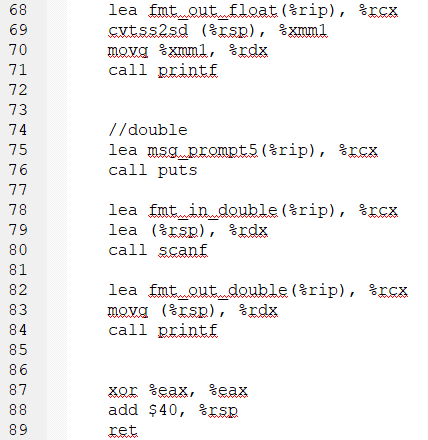 68 lea fmt_out_float(%rip), %rcx
69 cvtss2sd (%rsp), %xmm1
70 movq %xmm1, %rdx
71 call printf
72
73
74 //double
75 lea msg_prompt5(%rip), %rcx
76 call puts
77
78 lea fmt_in_double(%rip), %rcx
79 lea (%rsp), %rdx
80 call scanf
81
82 lea fmt_out_double(%rip), %rcx
83 movq (%rsp), %rdx
84 call printf
85
86
87 xor %eax, %eax
88 add $40, %rsp
89 ret